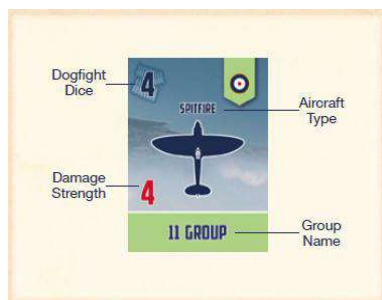 Dogfight
Dice
4
SPITFIRE
Aircraft
Type
Damage
Strength
4
11 GROUP
Group
Name